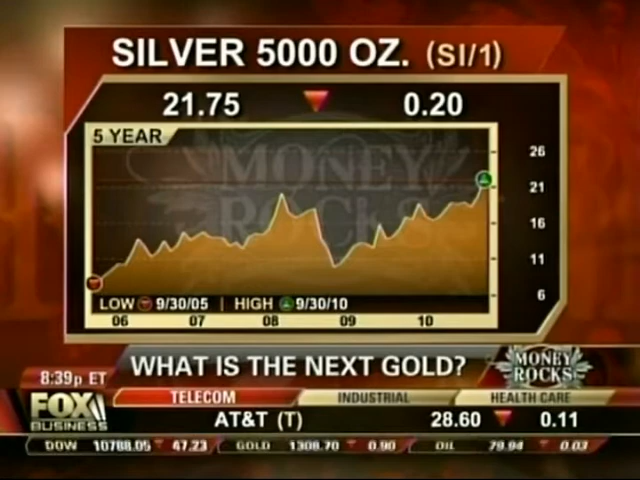 SILVER 5000 OZ. (SI/1)
21.75 0.20
5 YEAR
MONEY
ROCKS
26
21
16
11
6
LOW 9/30/05 | HIGH 9/30/10
06 07 08 09 10
WHAT IS THE NEXT GOLD?
MONEY
ROCKS
8:39p ET
TELECOM INDUSTRIAL HEALTH CARE
FOX
BUSINESS
AT&T (T) 28.60 0.11
DOW 10788.05 47.23 GOLD 1308.70 0.90 OIL 79.94 0.03